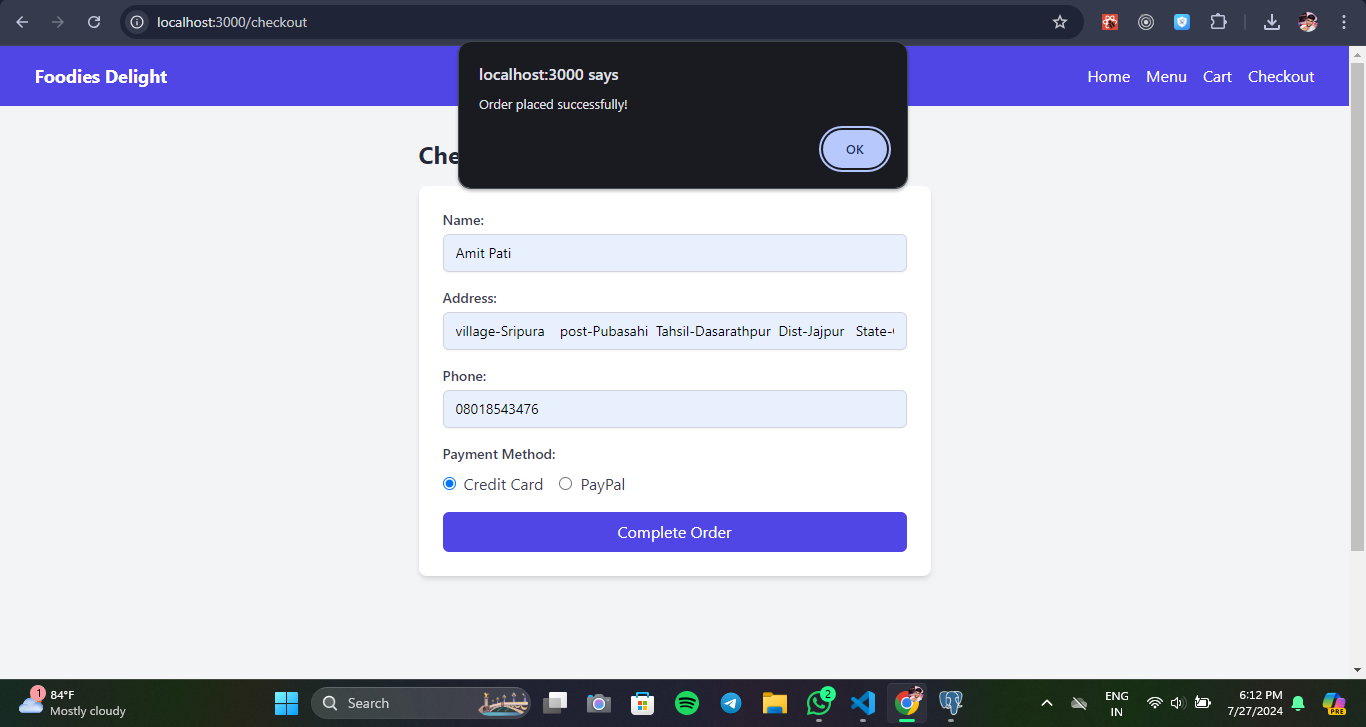 localhost:3000/checkout
Foodies Delight
Home Menu Cart Checkout
localhost:3000 says
Order placed successfully!
OK
Che
Name:
Amit Pati
Address:
village-Sripura post-Pubasahi Tahsil-Dasarathpur Dist-Jajpur State-
Phone:
08018543476
Payment Method:
Credit Card PayPal
Complete Order
1
84°F
Mostly cloudy
Search
2
ENG
IN
6:12 PM
7/27/2024
PRE